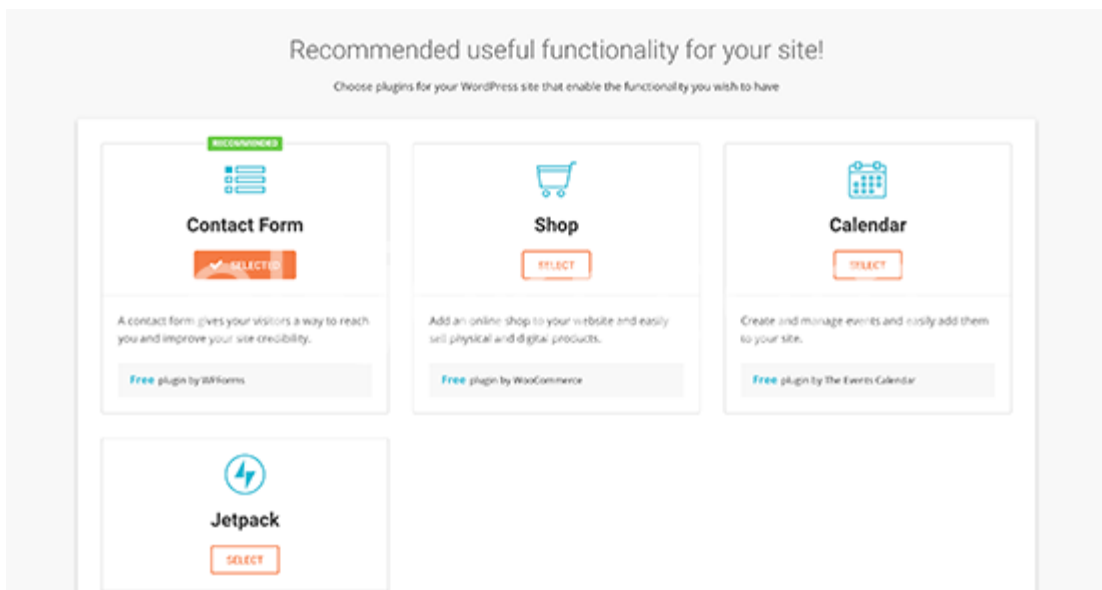 Recommended useful functionality for your site!
Choose plugins for your WordPress site that enable the functionality you wish to have
RECOMMENDED
Contact Form
SELECTED
A contact form gives your visitors a way to reach
you and improve your site credibility.
Free plugin by WPForms
Shop
SELECT
Add an online shop to your website and easily
sell physical and digital products.
Free plugin by WooCommerce
Calendar
SELECT
Create and manage events and easily add them
to your site.
Free plugin by The Events Calendar
Jetpack
SELECT